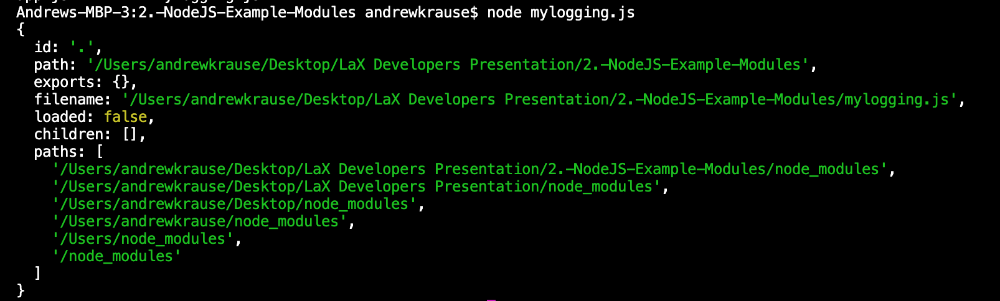 Andrews-MBP-3:2.-NodeJS-Example-Modules andrewkrause$ node mylogging.js
{
  id: '.',
  path: '/Users/andrewkrause/Desktop/LaX Developers Presentation/2.-NodeJS-Example-Modules',
  exports: {},
  filename: '/Users/andrewkrause/Desktop/LaX Developers Presentation/2.-NodeJS-Example-Modules/mylogging.js',
  loaded: false,
  children: [],
  paths: [
    '/Users/andrewkrause/Desktop/LaX Developers Presentation/2.-NodeJS-Example-Modules/node_modules',
    '/Users/andrewkrause/Desktop/LaX Developers Presentation/node_modules',
    '/Users/andrewkrause/Desktop/node_modules',
    '/Users/andrewkrause/node_modules',
    '/Users/node_modules',
    '/node_modules'
  ]
}